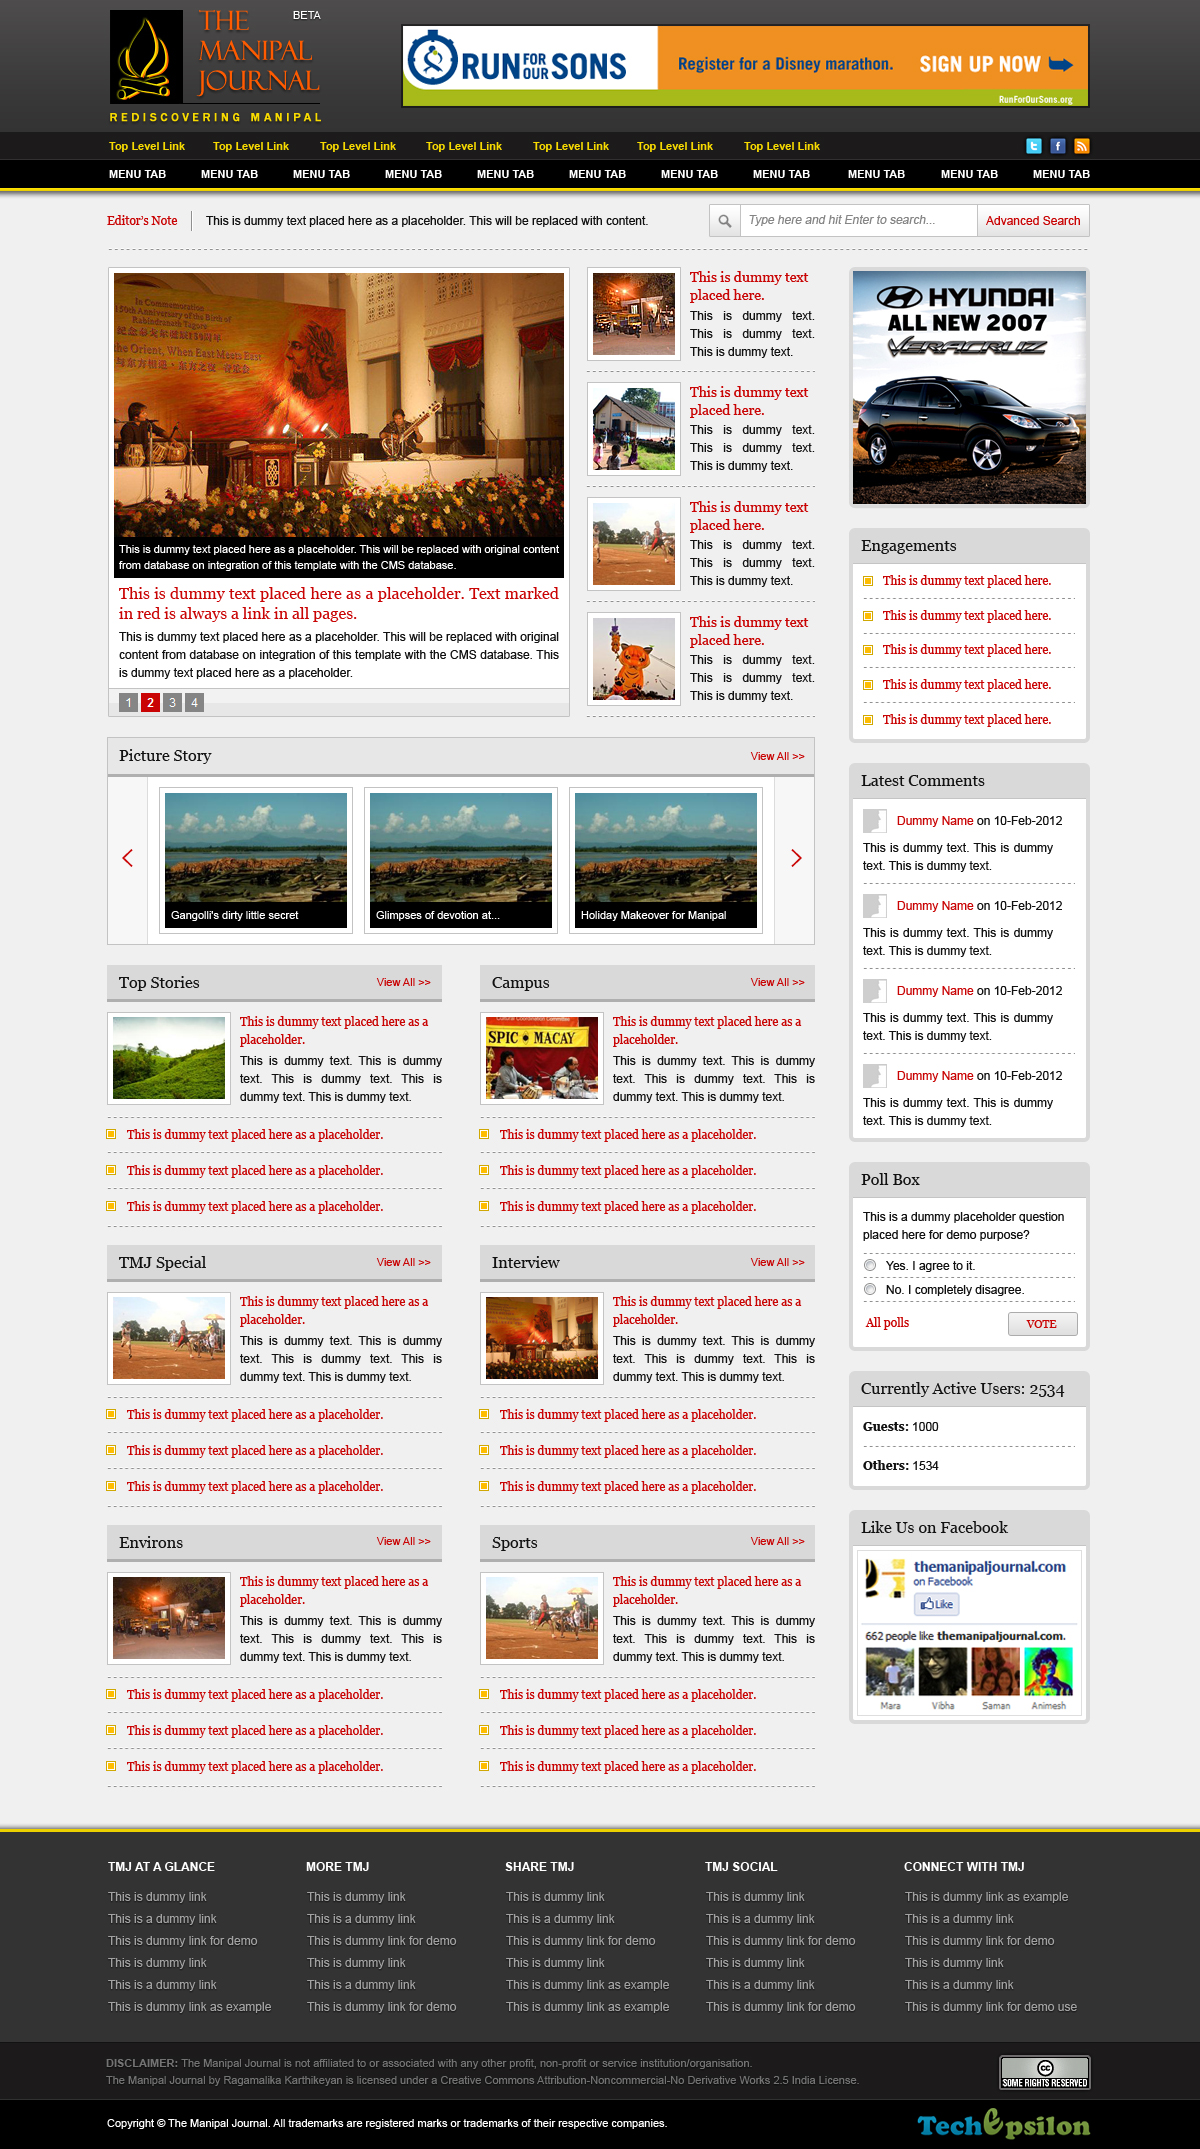 THE
MANIPAL
JOURNAL
BETA
REDISCOVERING MANIPAL
RUN FOR OUR SONS
Register for a Disney marathon.
SIGN UP NOW
RunForOurSons.org
Top Level Link Top Level Link Top Level Link Top Level Link Top Level Link Top Level Link Top Level Link
MENU TAB MENU TAB MENU TAB MENU TAB MENU TAB MENU TAB MENU TAB MENU TAB MENU TAB MENU TAB MENU TAB
Editor's Note
This is dummy text placed here as a placeholder. This will be replaced with content.
Type here and hit Enter to search...
Advanced Search
In Commemoration of the
150th Anniversary of the Birth of
Rabindranath Tagore
the Orient, When East Meets East
This is dummy text placed here as a placeholder. This will be replaced with original content
from database on integration of this template with the CMS database.
This is dummy text placed here as a placeholder. Text marked
in red is always a link in all pages.
This is dummy text placed here as a placeholder. This will be replaced with original
content from database on integration of this template with the CMS database. This
is dummy text placed here as a placeholder.
1 2 3 4
This is dummy text
placed here.
This is dummy text.
This is dummy text.
This is dummy text.
This is dummy text
placed here.
This is dummy text.
This is dummy text.
This is dummy text.
This is dummy text
placed here.
This is dummy text.
This is dummy text.
This is dummy text.
This is dummy text
placed here.
This is dummy text.
This is dummy text.
This is dummy text.
HYUNDAI
ALL NEW 2007
VERACRUZ
Engagements
This is dummy text placed here.
This is dummy text placed here.
This is dummy text placed here.
This is dummy text placed here.
This is dummy text placed here.
Picture Story
View All >>
Gangolli's dirty little secret
Glimpses of devotion at...
Holiday Makeover for Manipal
Latest Comments
Dummy Name on 10-Feb-2012
This is dummy text. This is dummy
text. This is dummy text.
Dummy Name on 10-Feb-2012
This is dummy text. This is dummy
text. This is dummy text.
Dummy Name on 10-Feb-2012
This is dummy text. This is dummy
text. This is dummy text.
Dummy Name on 10-Feb-2012
This is dummy text. This is dummy
text. This is dummy text.
Top Stories
View All >>
This is dummy text placed here as a
placeholder.
This is dummy text. This is dummy
text. This is dummy text. This is
dummy text. This is dummy text.
This is dummy text placed here as a placeholder.
This is dummy text placed here as a placeholder.
This is dummy text placed here as a placeholder.
Campus
View All >>
SPIC MACAY
This is dummy text placed here as a
placeholder.
This is dummy text. This is dummy
text. This is dummy text. This is
dummy text. This is dummy text.
This is dummy text placed here as a placeholder.
This is dummy text placed here as a placeholder.
This is dummy text placed here as a placeholder.
TMJ Special
View All >>
This is dummy text placed here as a
placeholder.
This is dummy text. This is dummy
text. This is dummy text. This is
dummy text. This is dummy text.
This is dummy text placed here as a placeholder.
This is dummy text placed here as a placeholder.
This is dummy text placed here as a placeholder.
Interview
View All >>
This is dummy text placed here as a
placeholder.
This is dummy text. This is dummy
text. This is dummy text. This is
dummy text. This is dummy text.
This is dummy text placed here as a placeholder.
This is dummy text placed here as a placeholder.
This is dummy text placed here as a placeholder.
Environs
View All >>
This is dummy text placed here as a
placeholder.
This is dummy text. This is dummy
text. This is dummy text. This is
dummy text. This is dummy text.
This is dummy text placed here as a placeholder.
This is dummy text placed here as a placeholder.
This is dummy text placed here as a placeholder.
Sports
View All >>
This is dummy text placed here as a
placeholder.
This is dummy text. This is dummy
text. This is dummy text. This is
dummy text. This is dummy text.
This is dummy text placed here as a placeholder.
This is dummy text placed here as a placeholder.
This is dummy text placed here as a placeholder.
Poll Box
This is a dummy placeholder question
placed here for demo purpose?
Yes. I agree to it.
No. I completely disagree.
All polls
VOTE
Currently Active Users: 2534
Guests: 1000
Others: 1534
Like Us on Facebook
themanipaljournal.com
on Facebook
Like
662 people like themanipaljournal.com.
Mara Vibha Saman Animesh
TMJ AT A GLANCE
This is dummy link
This is a dummy link
This is dummy link for demo
This is dummy link
This is a dummy link
This is dummy link as example
MORE TMJ
This is dummy link
This is a dummy link
This is dummy link for demo
This is dummy link
This is a dummy link
This is dummy link for demo
SHARE TMJ
This is dummy link
This is a dummy link
This is dummy link for demo
This is dummy link
This is dummy link as example
This is dummy link as example
TMJ SOCIAL
This is dummy link
This is a dummy link
This is dummy link for demo
This is dummy link
This is a dummy link
This is dummy link for demo
CONNECT WITH TMJ
This is dummy link as example
This is a dummy link
This is dummy link for demo
This is dummy link
This is a dummy link
This is dummy link for demo use
DISCLAIMER: The Manipal Journal is not affiliated to or associated with any other profit, non-profit or service institution/organisation.
The Manipal Journal by Ragamalika Karthikeyan is licensed under a Creative Commons Attribution-Noncommercial-No Derivative Works 2.5 India License.
cc
SOME RIGHTS RESERVED
Copyright © The Manipal Journal. All trademarks are registered marks or trademarks of their respective companies.
TechEpsilon